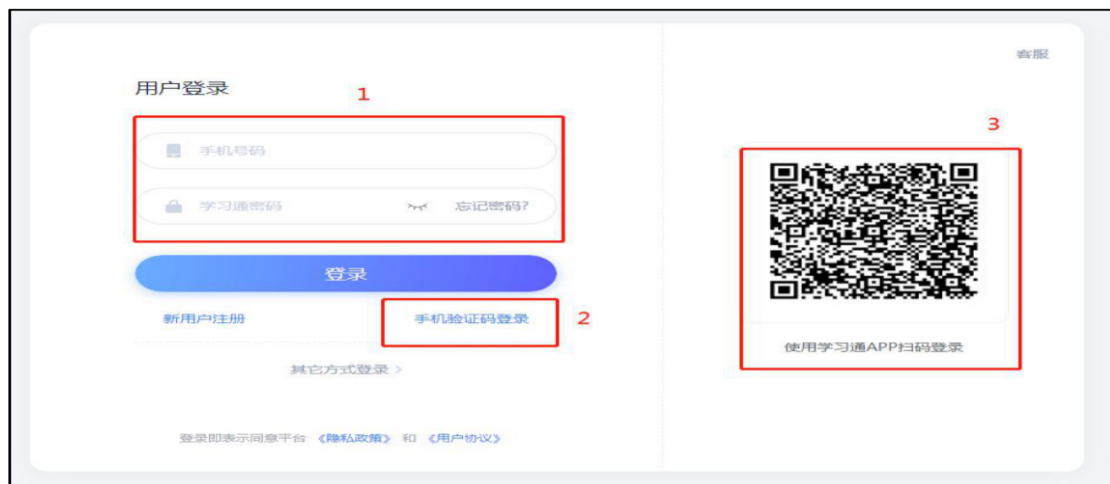 客服
用户登录
1
手机号码
学习通密码 忘记密码?
登录
新用户注册 手机验证码登录
2
其它方式登录 >
登录即表示同意平台 《隐私政策》 和 《用户协议》
3
使用学习通APP扫码登录